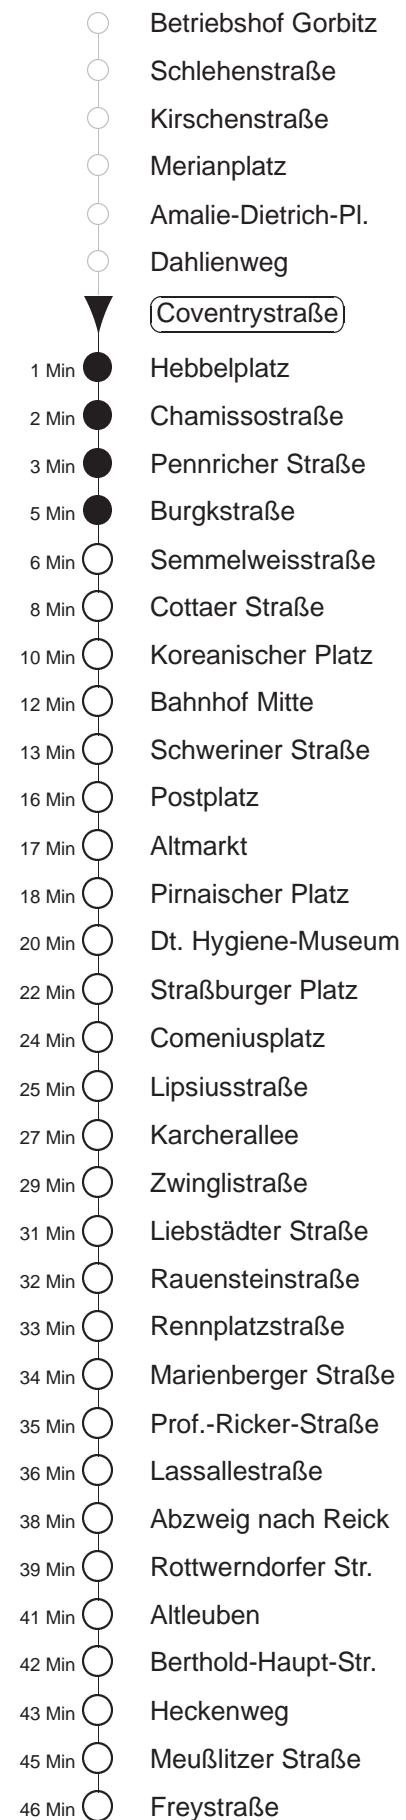 Betriebshof Gorbitz
Schlehenstraße
Kirschenstraße
Merianplatz
Amalie-Dietrich-Pl.
Dahlienweg
Coventrystraße
1 Min Hebbelplatz
2 Min Chamissostraße
3 Min Pennricher Straße
5 Min Burgkstraße
6 Min Semmelweisstraße
8 Min Cottaer Straße
10 Min Koreanischer Platz
12 Min Bahnhof Mitte
13 Min Schweriner Straße
16 Min Postplatz
17 Min Altmarkt
18 Min Pirnaischer Platz
20 Min Dt. Hygiene-Museum
22 Min Straßburger Platz
24 Min Comeniusplatz
25 Min Lipsiusstraße
27 Min Karcherallee
29 Min Zwinglistraße
31 Min Liebstädter Straße
32 Min Rauensteinstraße
33 Min Rennplatzstraße
34 Min Marienberger Straße
35 Min Prof.-Ricker-Straße
36 Min Lassallestraße
38 Min Abzweig nach Reick
39 Min Rottwerndorfer Str.
41 Min Altleuben
42 Min Berthold-Haupt-Str.
43 Min Heckenweg
45 Min Meußlitzer Straße
46 Min Freystraße